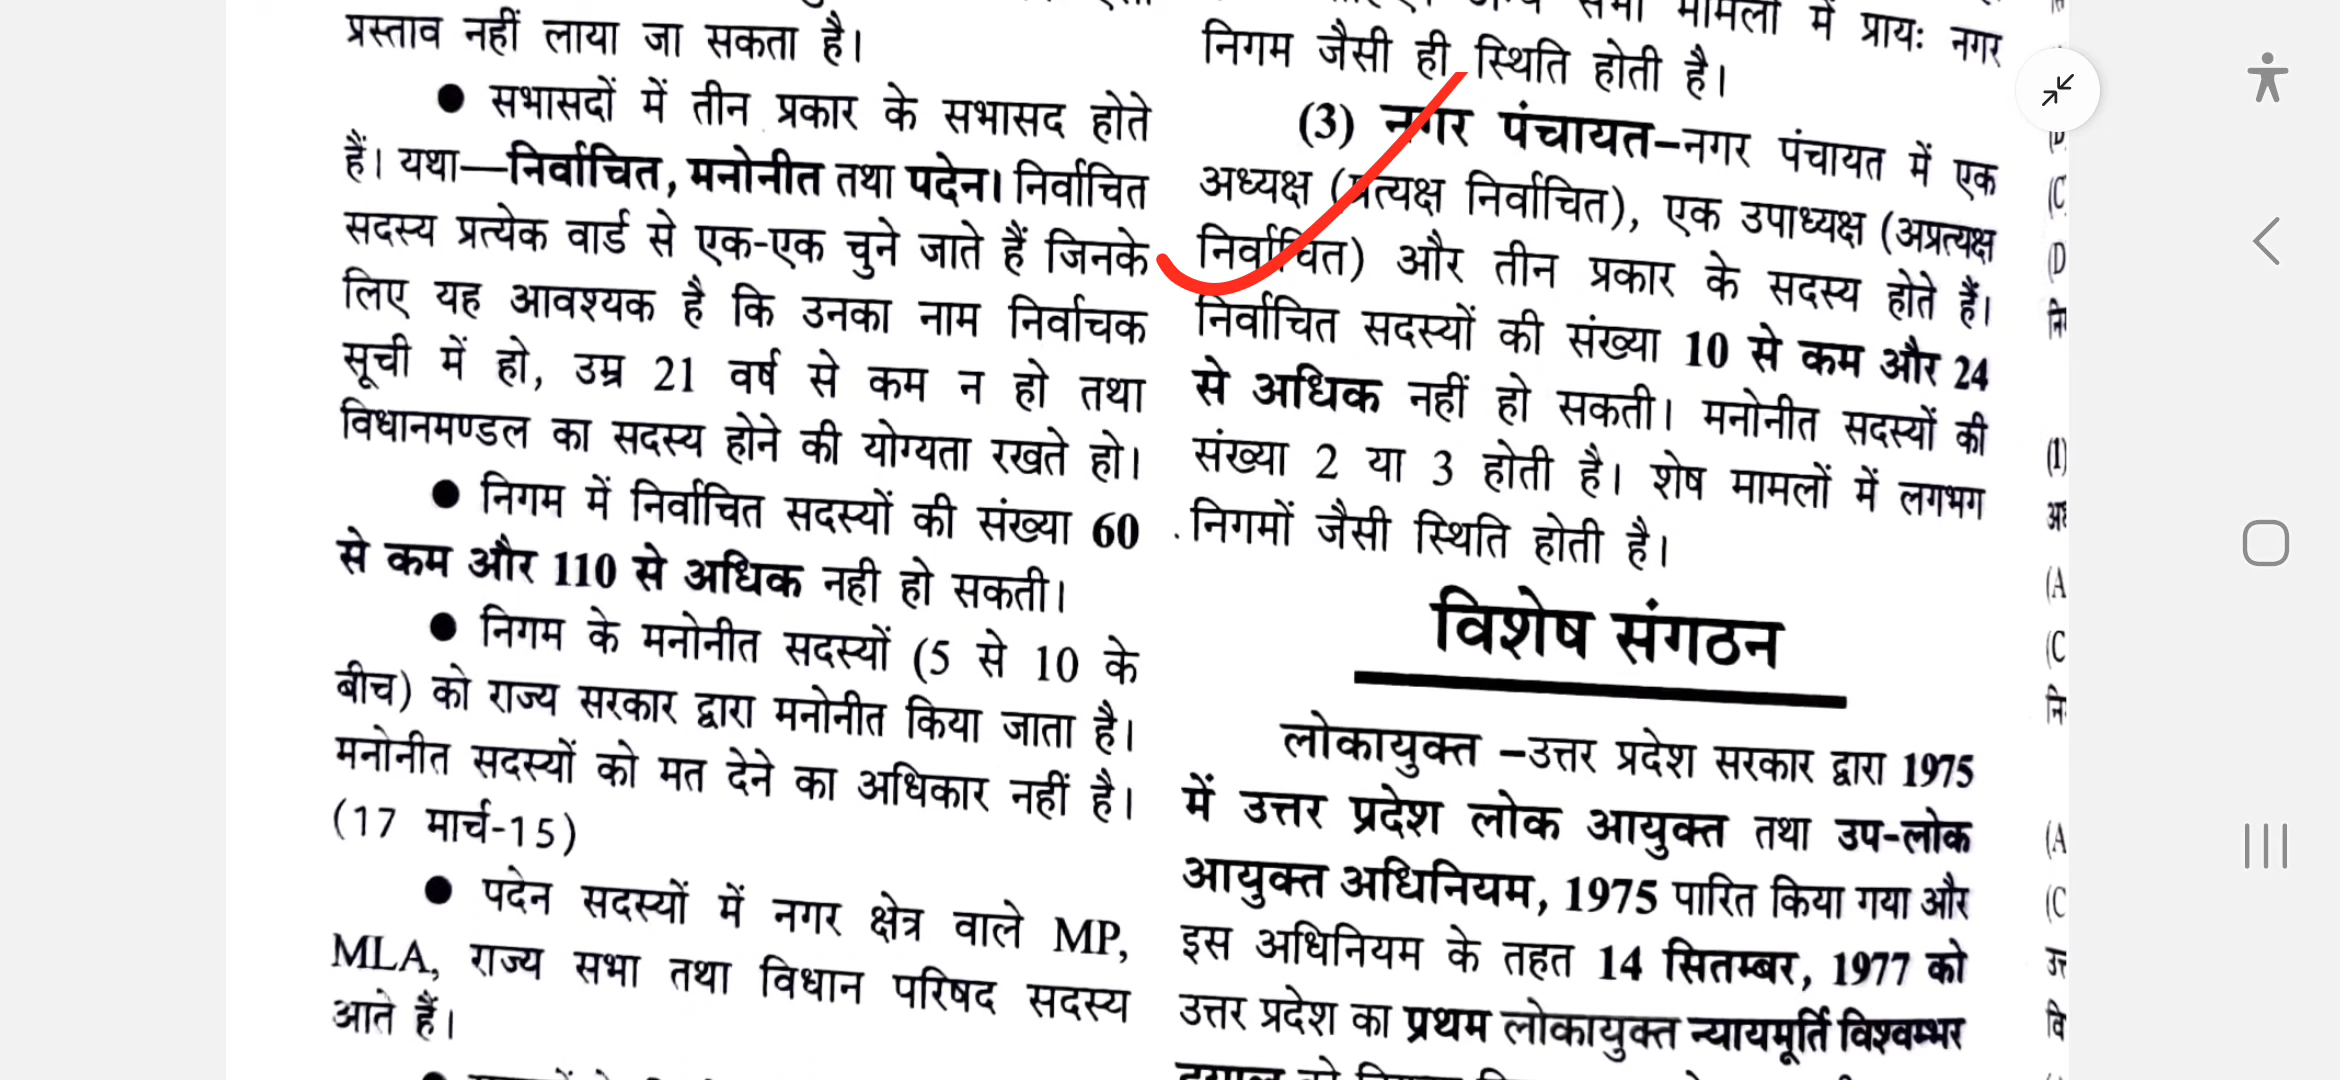 प्रस्ताव नहीं लाया जा सकता है।
● सभासदों में तीन प्रकार के सभासद होते
हैं। यथा—निर्वाचित, मनोनीत तथा पदेन। निर्वाचित
सदस्य प्रत्येक वार्ड से एक-एक चुने जाते हैं जिनके
लिए यह आवश्यक है कि उनका नाम निर्वाचक
सूची में हो, उम्र 21 वर्ष से कम न हो तथा
विधानमण्डल का सदस्य होने की योग्यता रखते हो।
● निगम में निर्वाचित सदस्यों की संख्या 60
से कम और 110 से अधिक नही हो सकती।
● निगम के मनोनीत सदस्यों (5 से 10 के
बीच) को राज्य सरकार द्वारा मनोनीत किया जाता है।
मनोनीत सदस्यों को मत देने का अधिकार नहीं है।
(17 मार्च-15)
● पदेन सदस्यों में नगर क्षेत्र वाले MP,
MLA, राज्य सभा तथा विधान परिषद सदस्य
आते हैं।
मामलों में प्रायः नगर
निगम जैसी ही स्थिति होती है।
(3) नगर पंचायत–नगर पंचायत में एक
अध्यक्ष (प्रत्यक्ष निर्वाचित), एक उपाध्यक्ष (अप्रत्यक्ष
निर्वाचित) और तीन प्रकार के सदस्य होते हैं।
निर्वाचित सदस्यों की संख्या 10 से कम और 24
से अधिक नहीं हो सकती। मनोनीत सदस्यों की
संख्या 2 या 3 होती है। शेष मामलों में लगभग
निगमों जैसी स्थिति होती है।
विशेष संगठन
लोकायुक्त –उत्तर प्रदेश सरकार द्वारा 1975
में उत्तर प्रदेश लोक आयुक्त तथा उप-लोक
आयुक्त अधिनियम, 1975 पारित किया गया और
इस अधिनियम के तहत 14 सितम्बर, 1977 को
उत्तर प्रदेश का प्रथम लोकायुक्त न्यायमूर्ति विश्वम्भर
(C
(D
(1)
(A
(C
(A
(C